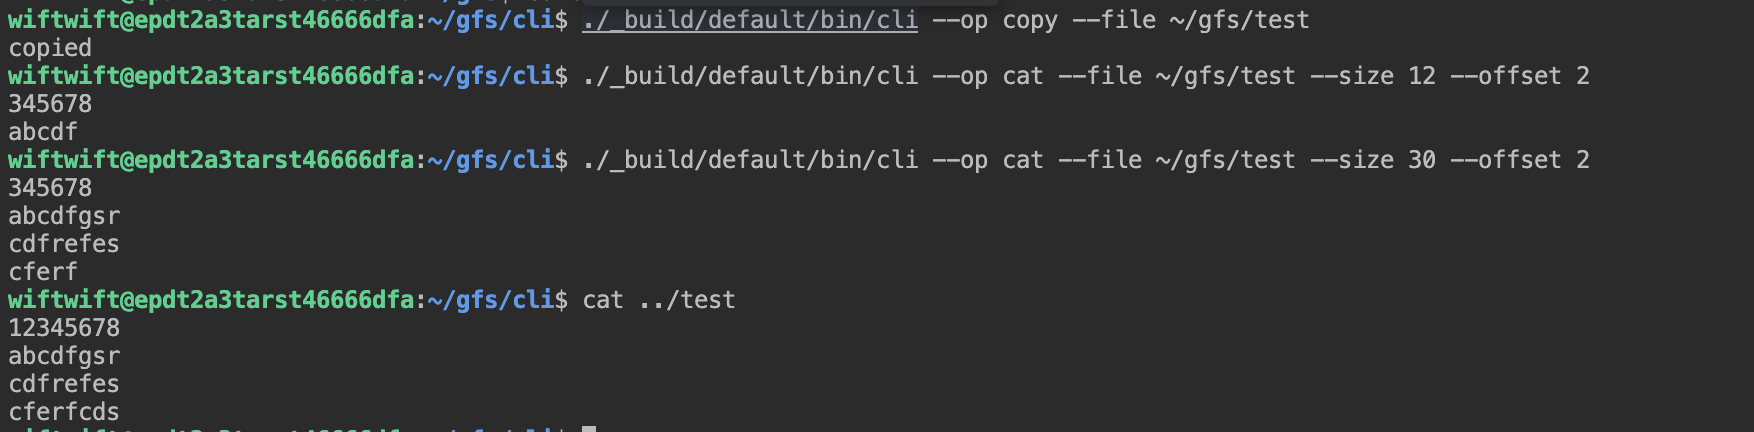 wiftwift@epdt2a3tarst46666dfa:~/gfs/cli$ ./_build/default/bin/cli --op copy --file ~/gfs/test
copied
wiftwift@epdt2a3tarst46666dfa:~/gfs/cli$ ./_build/default/bin/cli --op cat --file ~/gfs/test --size 12 --offset 2
345678
abcdf
wiftwift@epdt2a3tarst46666dfa:~/gfs/cli$ ./_build/default/bin/cli --op cat --file ~/gfs/test --size 30 --offset 2
345678
abcdfgsr
cdfrefes
cferf
wiftwift@epdt2a3tarst46666dfa:~/gfs/cli$ cat ../test
12345678
abcdfgsr
cdfrefes
cferfcds